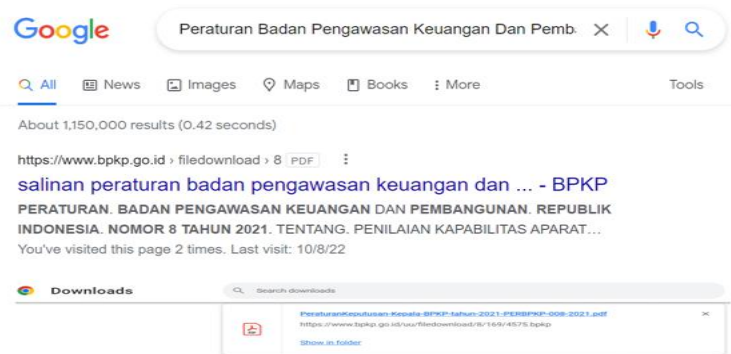 Google
Peraturan Badan Pengawasan Keuangan Dan Pemb
All News Images Maps Books More Tools
About 1,150,000 results (0.42 seconds)
https://www.bpkp.go.id › filedownload › 8 PDF
salinan peraturan badan pengawasan keuangan dan ... - BPKP
PERATURAN. BADAN PENGAWASAN KEUANGAN DAN PEMBANGUNAN. REPUBLIK
INDONESIA. NOMOR 8 TAHUN 2021. TENTANG. PENILAIAN KAPABILITAS APARAT...
You've visited this page 2 times. Last visit: 10/8/22
Downloads Search downloads
PeraturanKeputusan-Kepala-BPKP-tahun-2021-PERBPKP-008-2021.pdf
https://www.bpkp.go.id/uu/filedownload/8/169/4575.bpkp
Show in folder